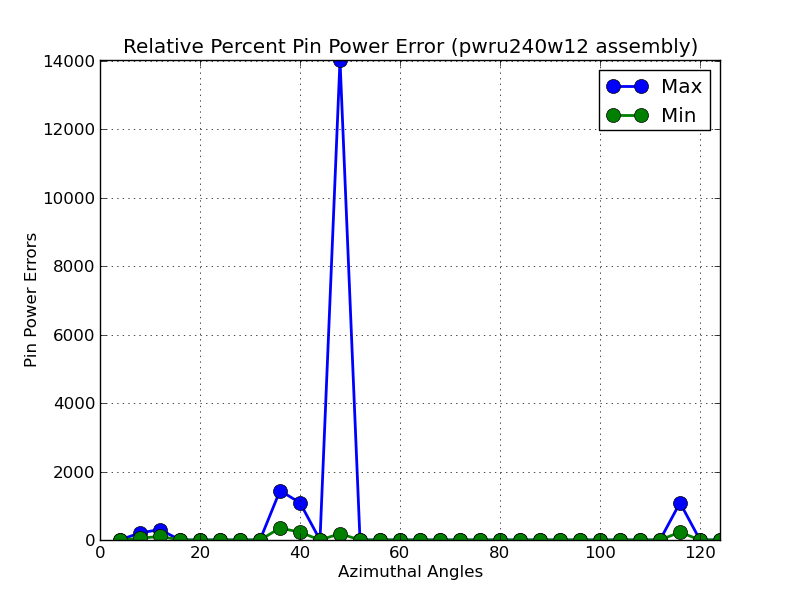 Relative Percent Pin Power Error (pwru240w12 assembly)
14000
12000
10000
8000
6000
4000
2000
0
Pin Power Errors
Max
Min
0 20 40 60 80 100 120
Azimuthal Angles